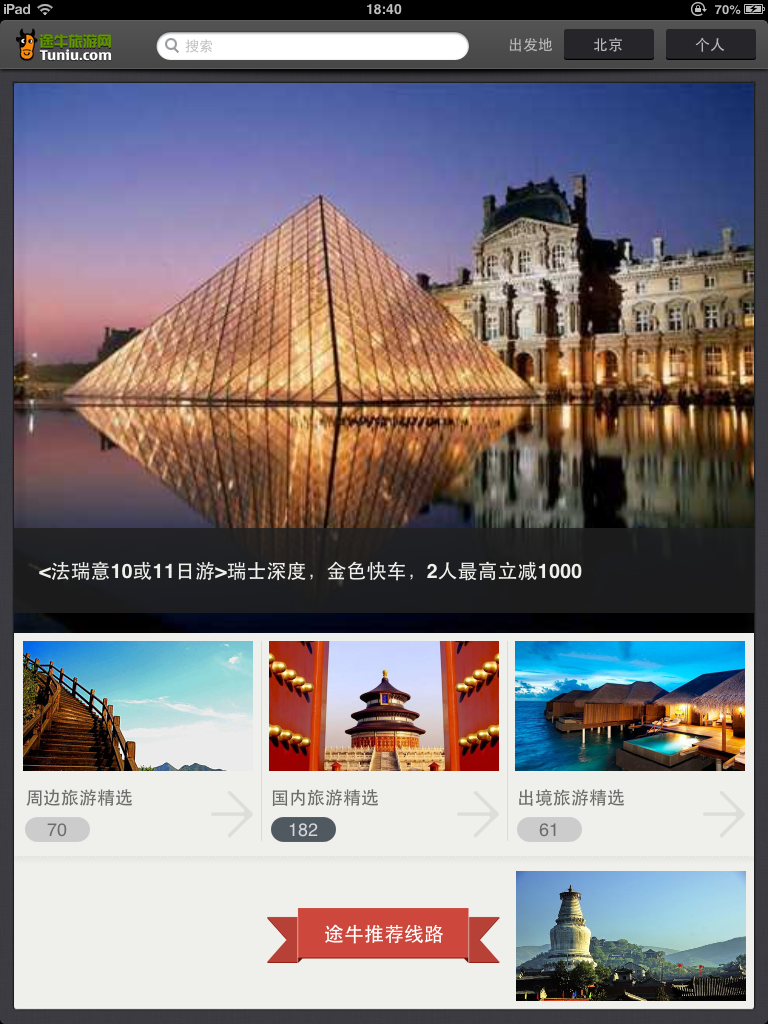 iPad
18:40
70%
途牛旅游网
Tuniu.com
搜索
出发地
北京
个人
<法瑞意10或11日游>瑞士深度，金色快车，2人最高立减1000
周边旅游精选
国内旅游精选
出境旅游精选
70
182
61
途牛推荐线路